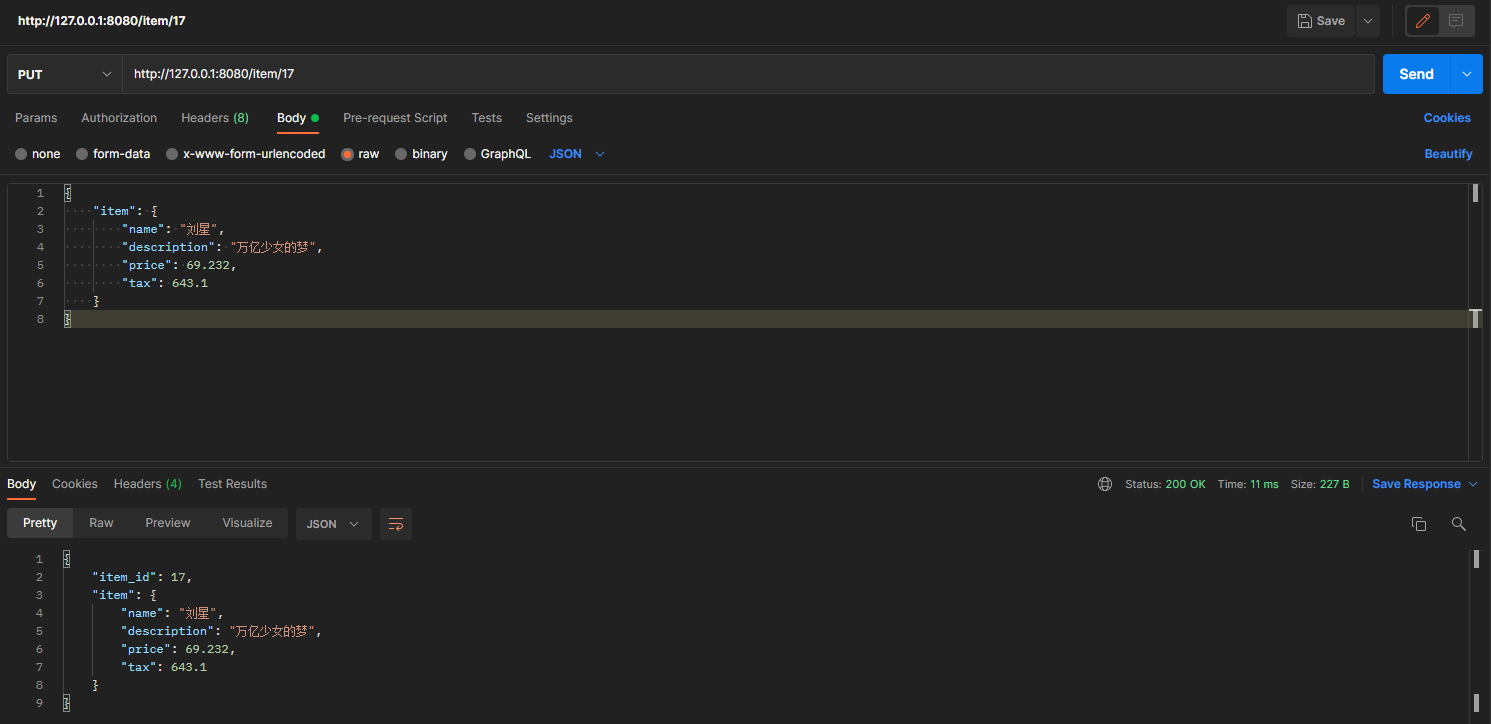 http://127.0.0.1:8080/item/17 Save
PUT http://127.0.0.1:8080/item/17 Send
Params Authorization Headers (8) Body Pre-request Script Tests Settings Cookies
none form-data x-www-form-urlencoded raw binary GraphQL JSON Beautify
1 {
2 "item": {
3 "name": "刘星",
4 "description": "万亿少女的梦",
5 "price": 69.232,
6 "tax": 643.1
7 }
8 }
Body Cookies Headers (4) Test Results Status: 200 OK Time: 11 ms Size: 227 B Save Response
Pretty Raw Preview Visualize JSON
1 {
2 "item_id": 17,
3 "item": {
4 "name": "刘星",
5 "description": "万亿少女的梦",
6 "price": 69.232,
7 "tax": 643.1
8 }
9 }